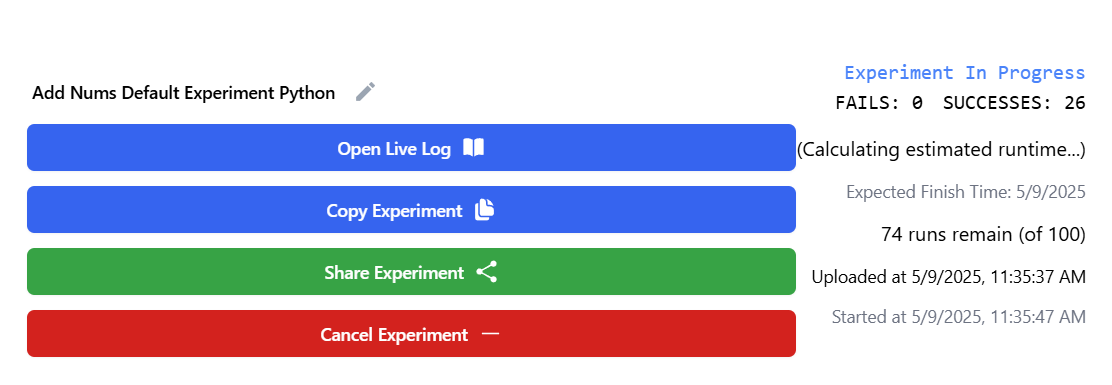 Add Nums Default Experiment Python
Open Live Log
Copy Experiment
Share Experiment
Cancel Experiment
Experiment In Progress
FAILS: 0 SUCCESSES: 26
(Calculating estimated runtime...)
Expected Finish Time: 5/9/2025
74 runs remain (of 100)
Uploaded at 5/9/2025, 11:35:37 AM
Started at 5/9/2025, 11:35:47 AM